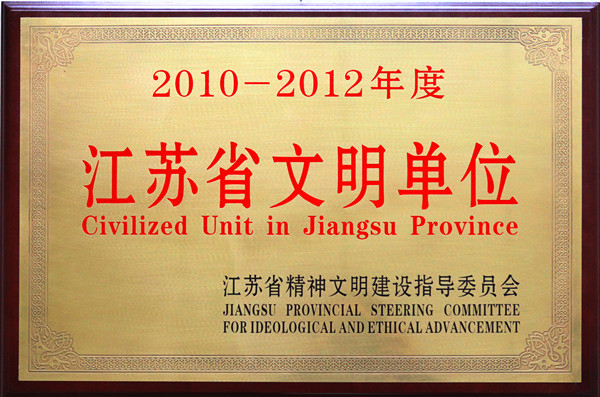 2010-2012年度
江苏省文明单位
Civilized Unit in Jiangsu Province
江苏省精神文明建设指导委员会
JIANGSU PROVINCIAL STEERING COMMITTEE
FOR IDEOLOGICAL AND ETHICAL ADVANCEMENT